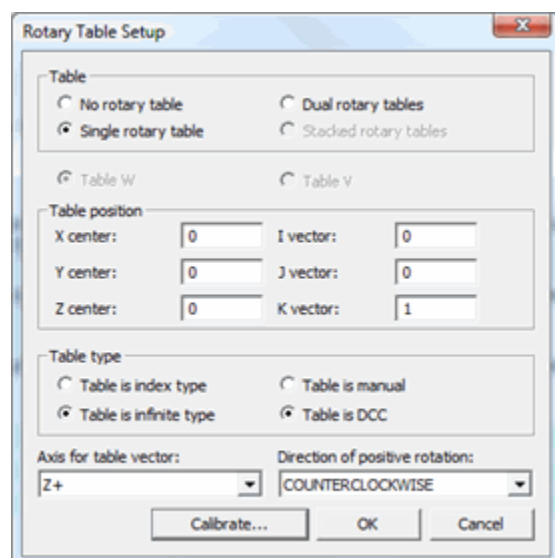 Rotary Table Setup
Table
No rotary table
Dual rotary tables
Single rotary table
Stacked rotary tables
Table W
Table V
Table position
X center: 0
I vector: 0
Y center: 0
J vector: 0
Z center: 0
K vector: 1
Table type
Table is index type
Table is manual
Table is infinite type
Table is DCC
Axis for table vector:
Direction of positive rotation:
Z+
COUNTERCLOCKWISE
Calibrate...
OK
Cancel